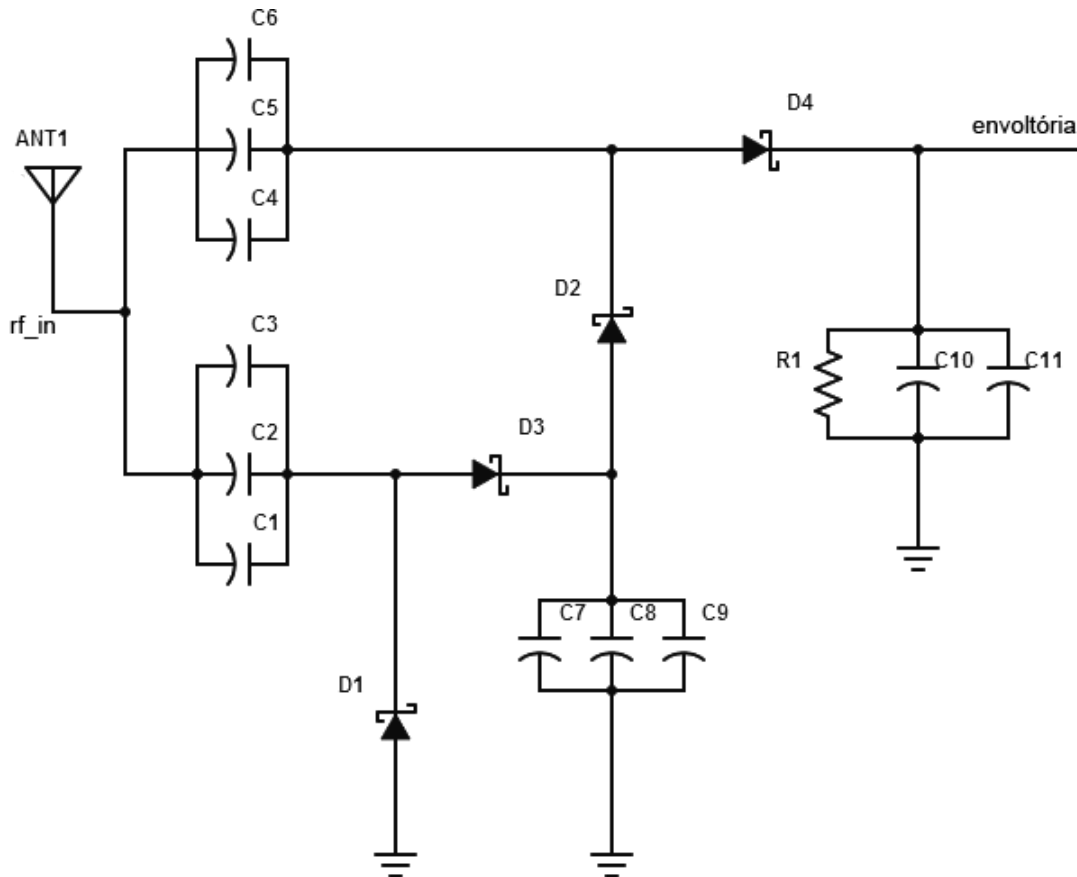 C6
C5
D4
envoltória
ANT1
C4
D2
rf_in
C3
R1
C10
C11
D3
C2
C1
C7
C8
C9
D1